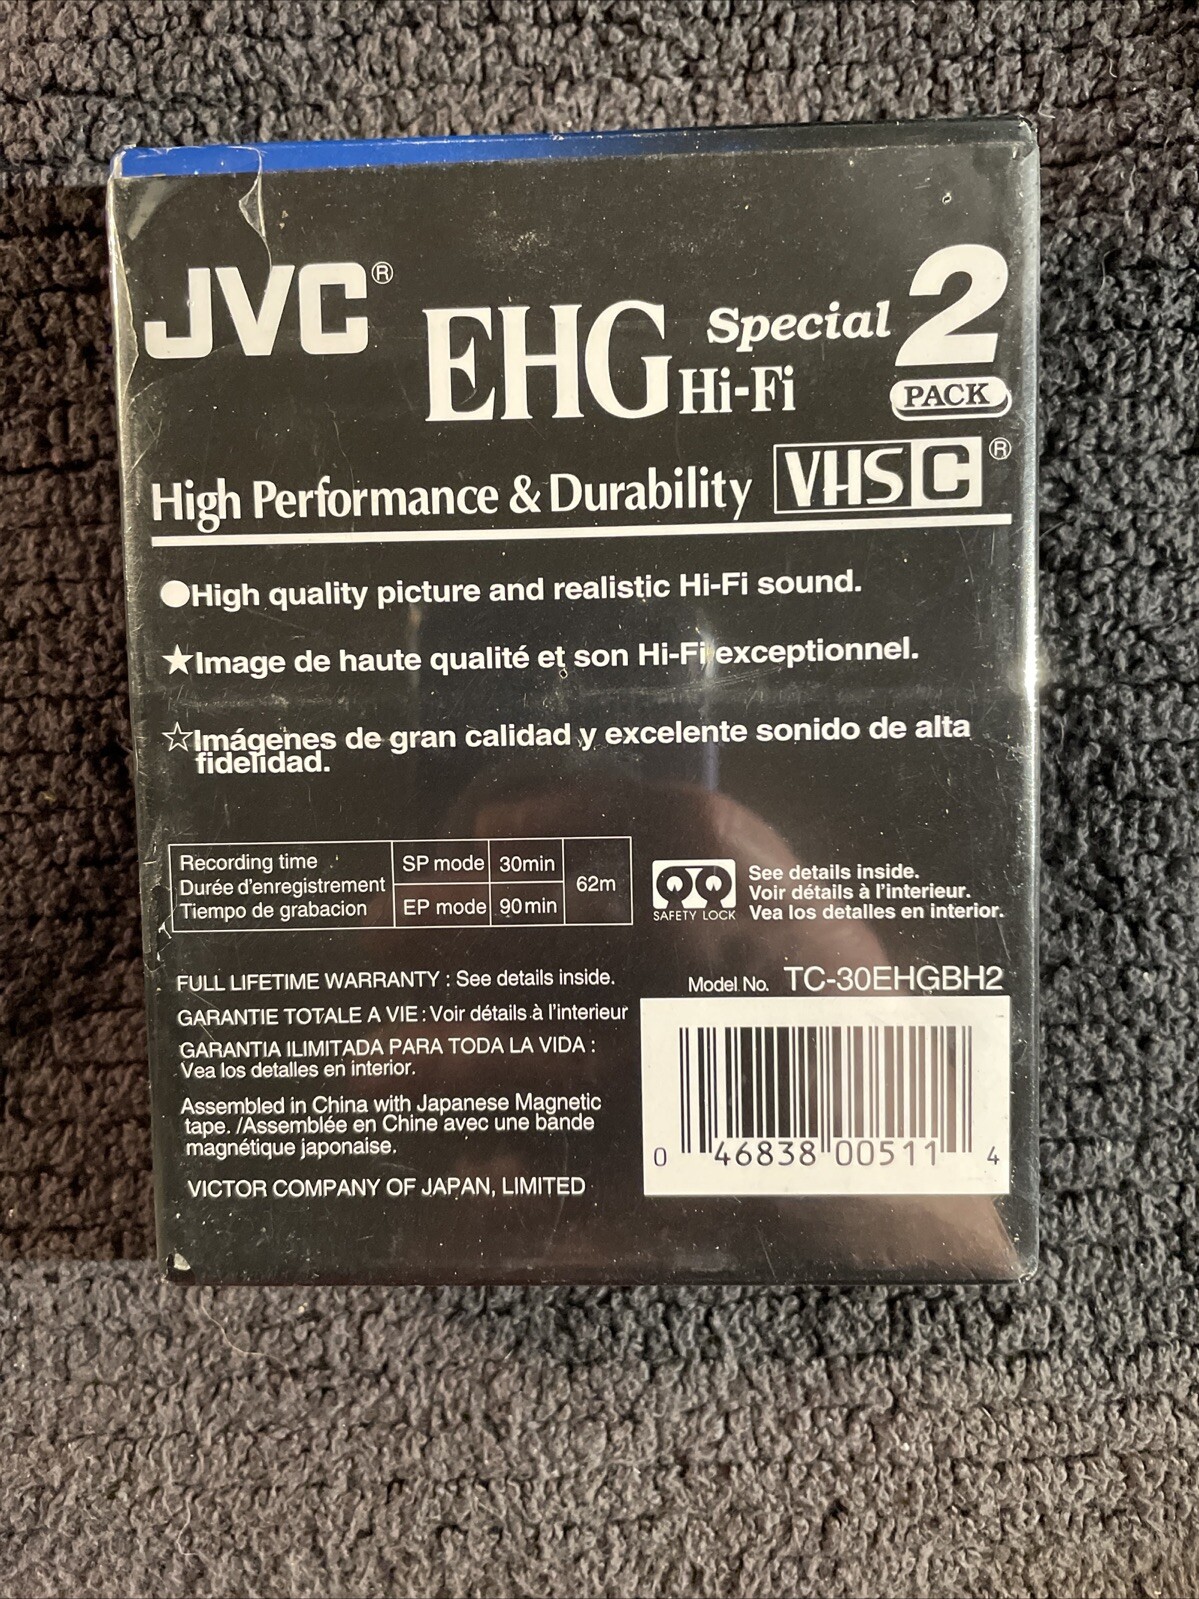 JVC®
EHG Special Hi-Fi
2 PACK
High Performance & Durability VHS C®
●High quality picture and realistic Hi-Fi sound.
★Image de haute qualité et son Hi-Fi exceptionnel.
☆Imágenes de gran calidad y excelente sonido de alta
fidelidad.
Recording time
Durée d'enregistrement
Tiempo de grabacion
SP mode 30min
EP mode 90min
62m
SAFETY LOCK
See details inside.
Voir détails à l'interieur.
Vea los detalles en interior.
FULL LIFETIME WARRANTY : See details inside.
GARANTIE TOTALE A VIE : Voir détails à l'interieur
GARANTIA ILIMITADA PARA TODA LA VIDA :
Vea los detalles en interior.
Assembled in China with Japanese Magnetic
tape. /Assemblée en Chine avec une bande
magnétique japonaise.
VICTOR COMPANY OF JAPAN, LIMITED
Model No. TC-30EHGBH2
0 46838 00511 4